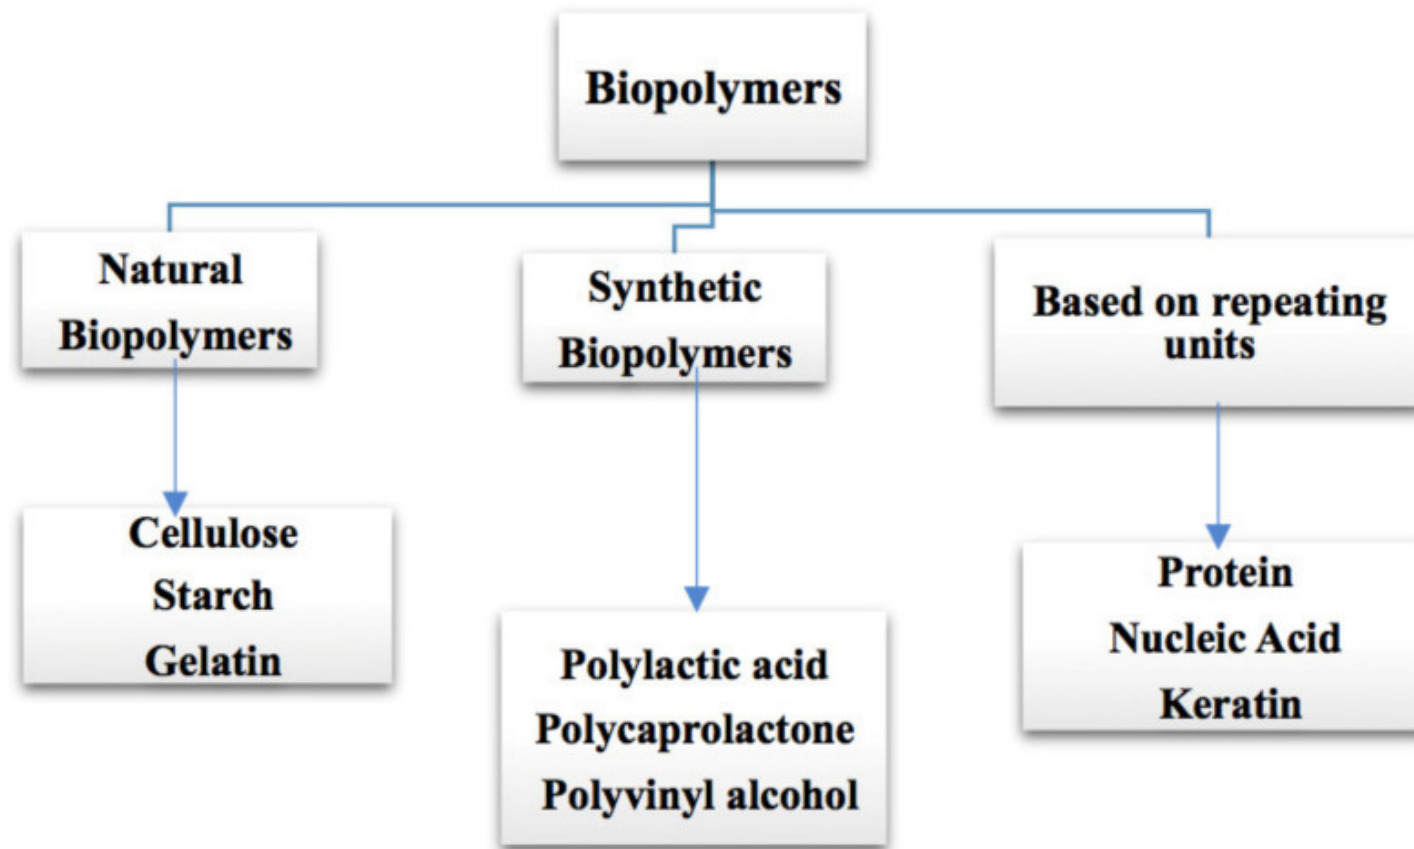 Biopolymers
Natural
Biopolymers
Synthetic
Biopolymers
Based on repeating
units
Cellulose
Starch
Gelatin
Polylactic acid
Polycaprolactone
Polyvinyl alcohol
Protein
Nucleic Acid
Keratin